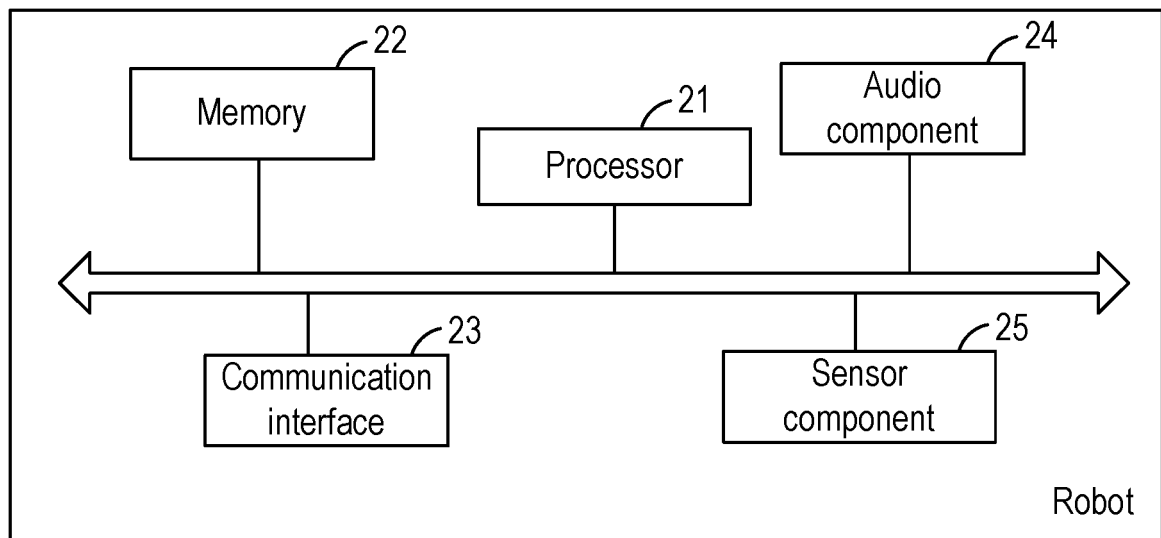 22
Memory
21
Processor
24
Audio
component
23
Communication
interface
25
Sensor
component
Robot